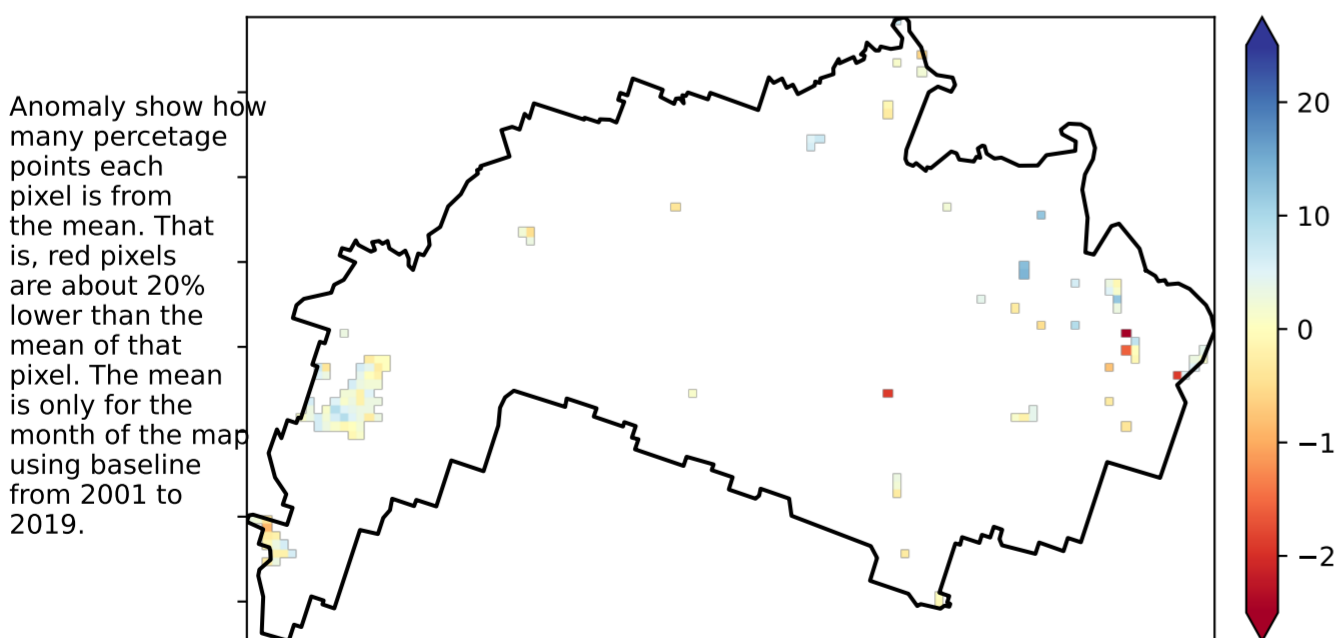 Anomaly show how
many percetage
points each
pixel is from
the mean. That
is, red pixels
are about 20%
lower than the
mean of that
pixel. The mean
is only for the
month of the map
using baseline
from 2001 to
2019.
20
10
0
−1
−2